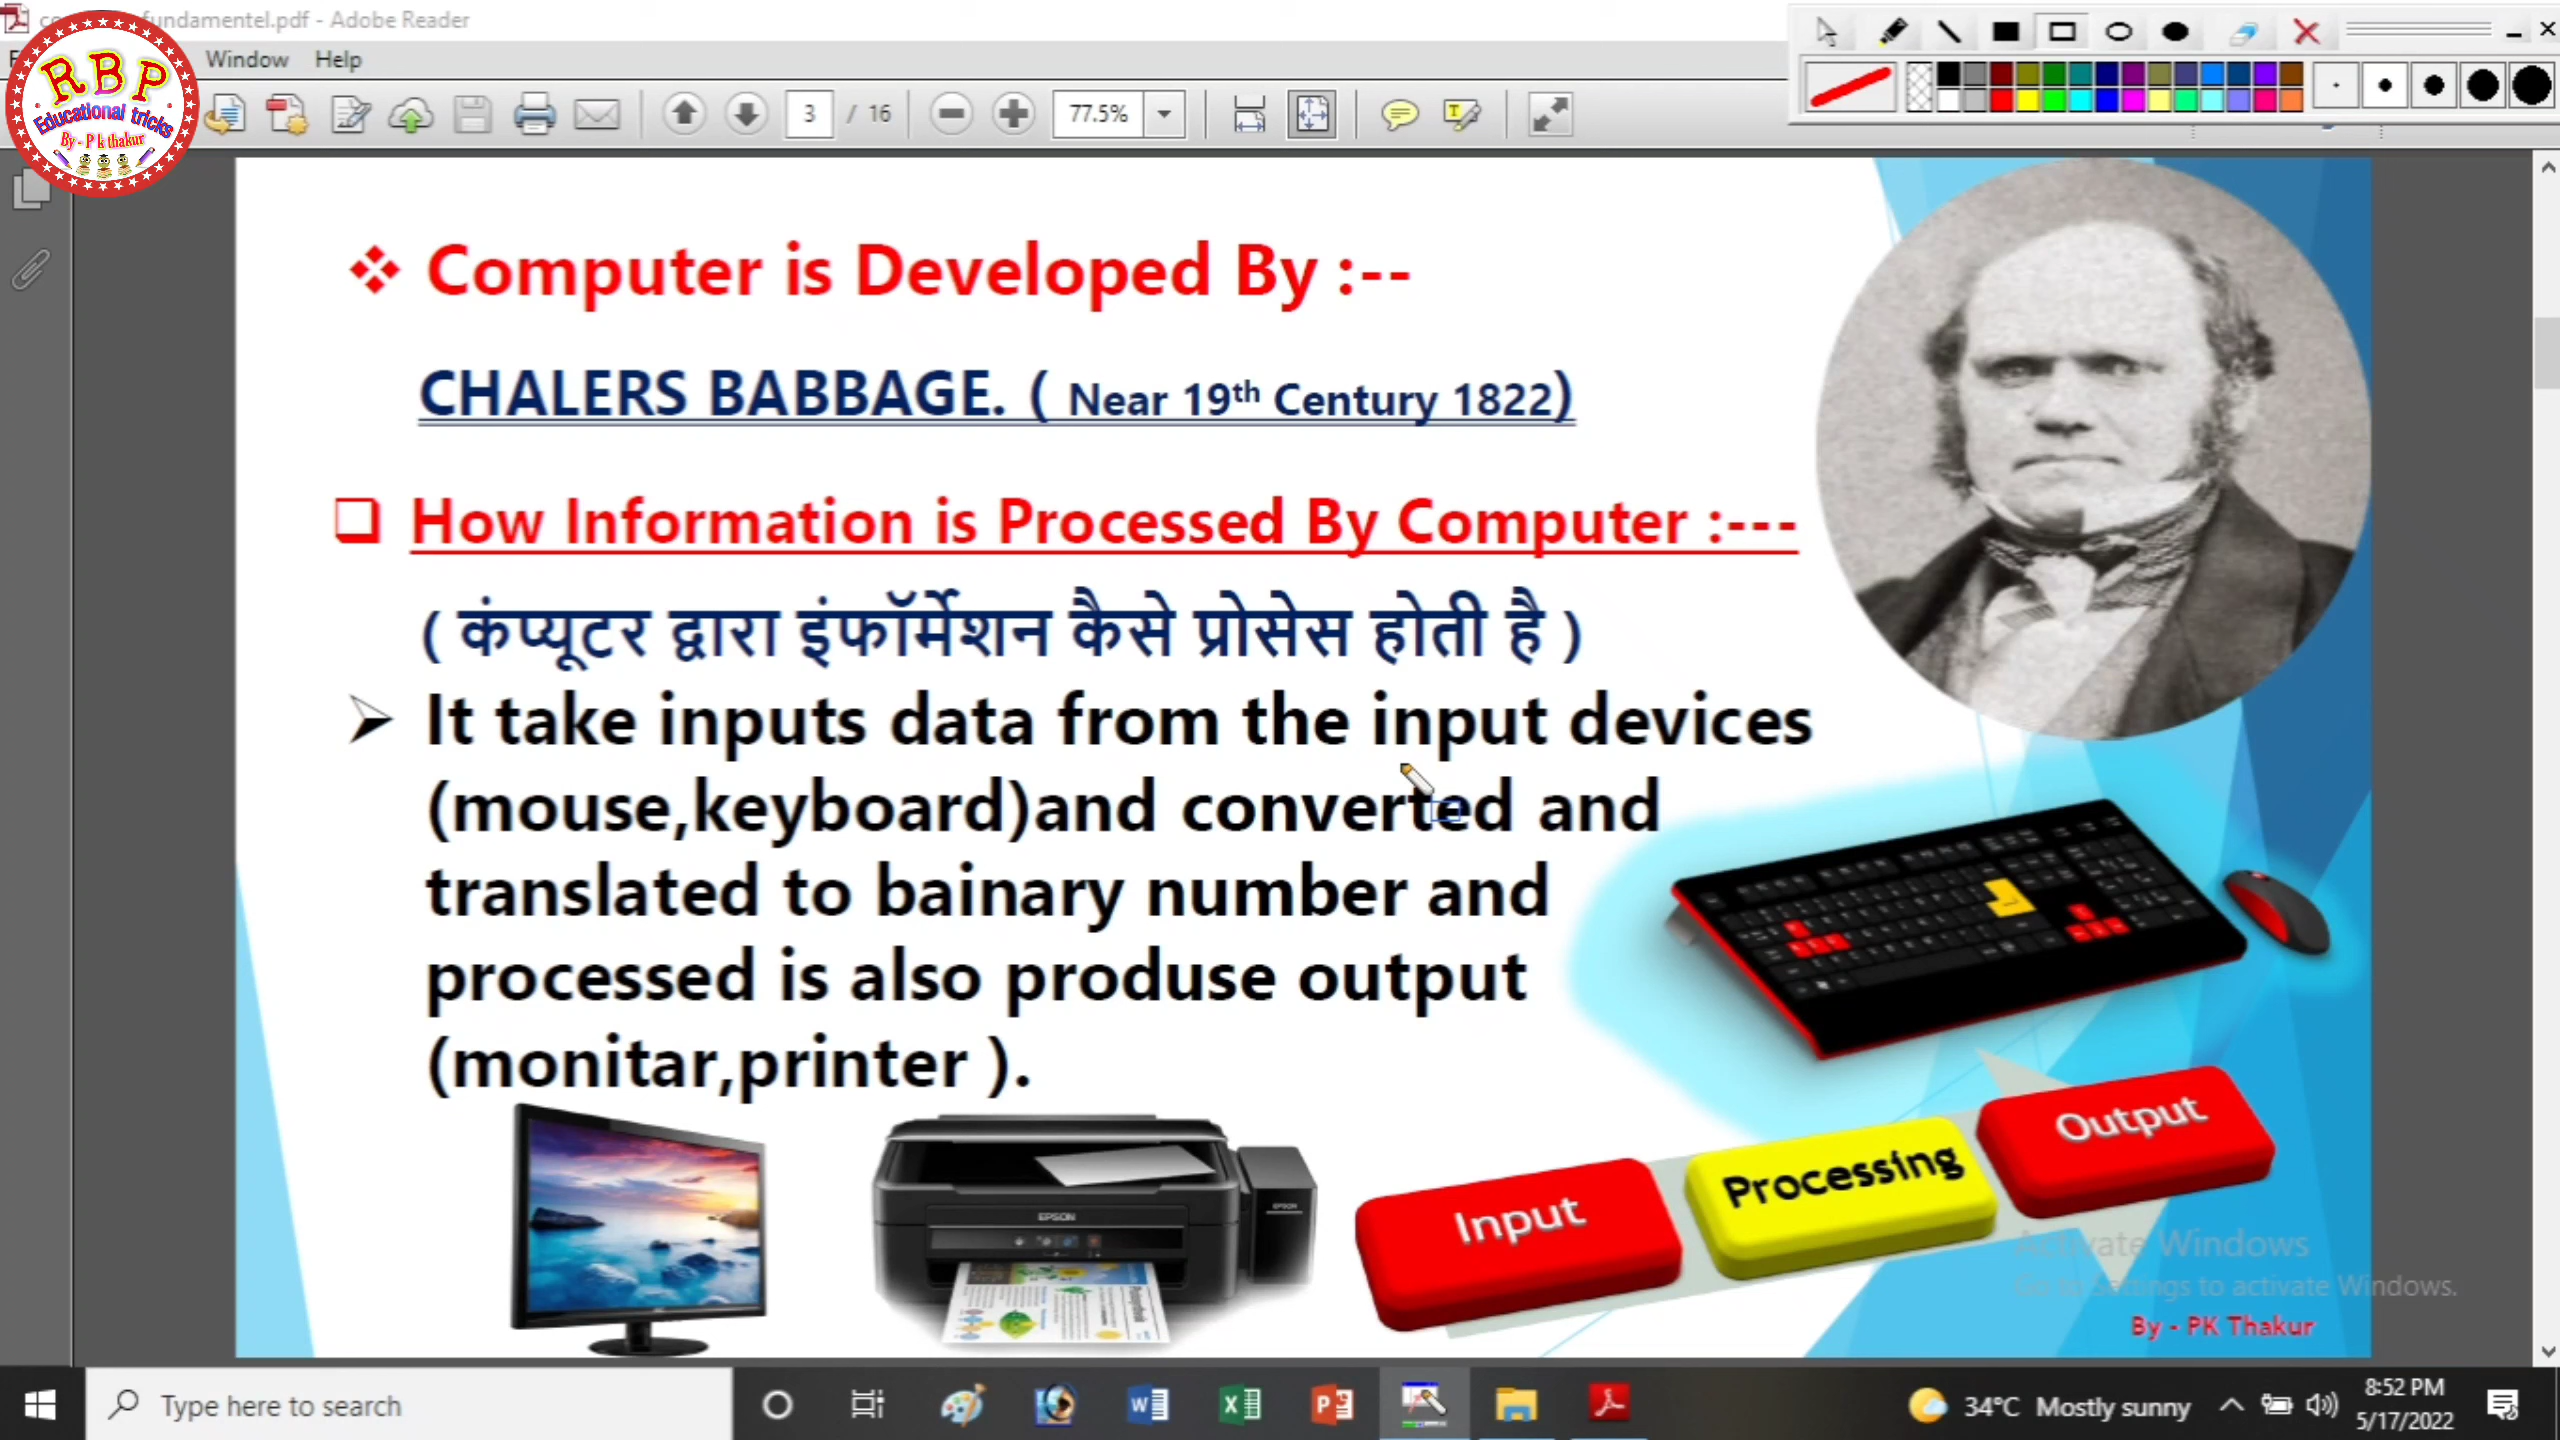 fundamentel.pdf - Adobe Reader
Window Help
RBP
Educational tricks
By - P k thakur
3 / 16 77.5%
❖ Computer is Developed By :--
CHALERS BABBAGE. ( Near 19th Century 1822)
❑ How Information is Processed By Computer :---
( कंप्यूटर द्वारा इंफॉर्मेशन कैसे प्रोसेस होती है )
➢ It take inputs data from the input devices
(mouse,keyboard)and converted and
translated to bainary number and
processed is also produse output
(monitar,printer ).
EPSON
EPSON
Input
Processing
Output
Activate Windows
Go to Settings to activate Windows.
By - PK Thakur
Type here to search
34°C Mostly sunny
8:52 PM
5/17/2022